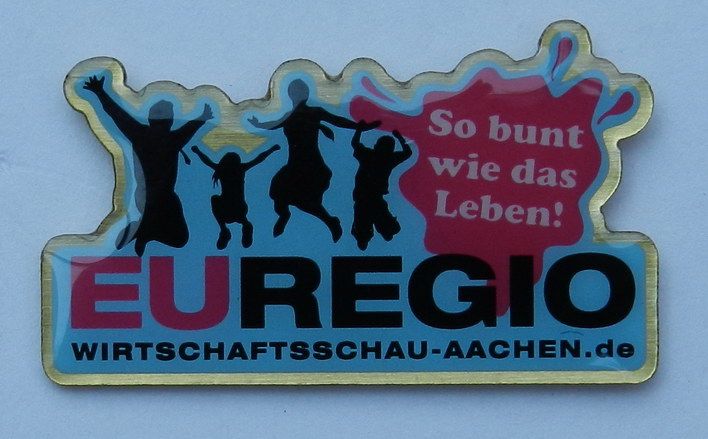 So bunt
wie das
Leben!
EUREGIO
WIRTSCHAFTSSCHAU-AACHEN.de